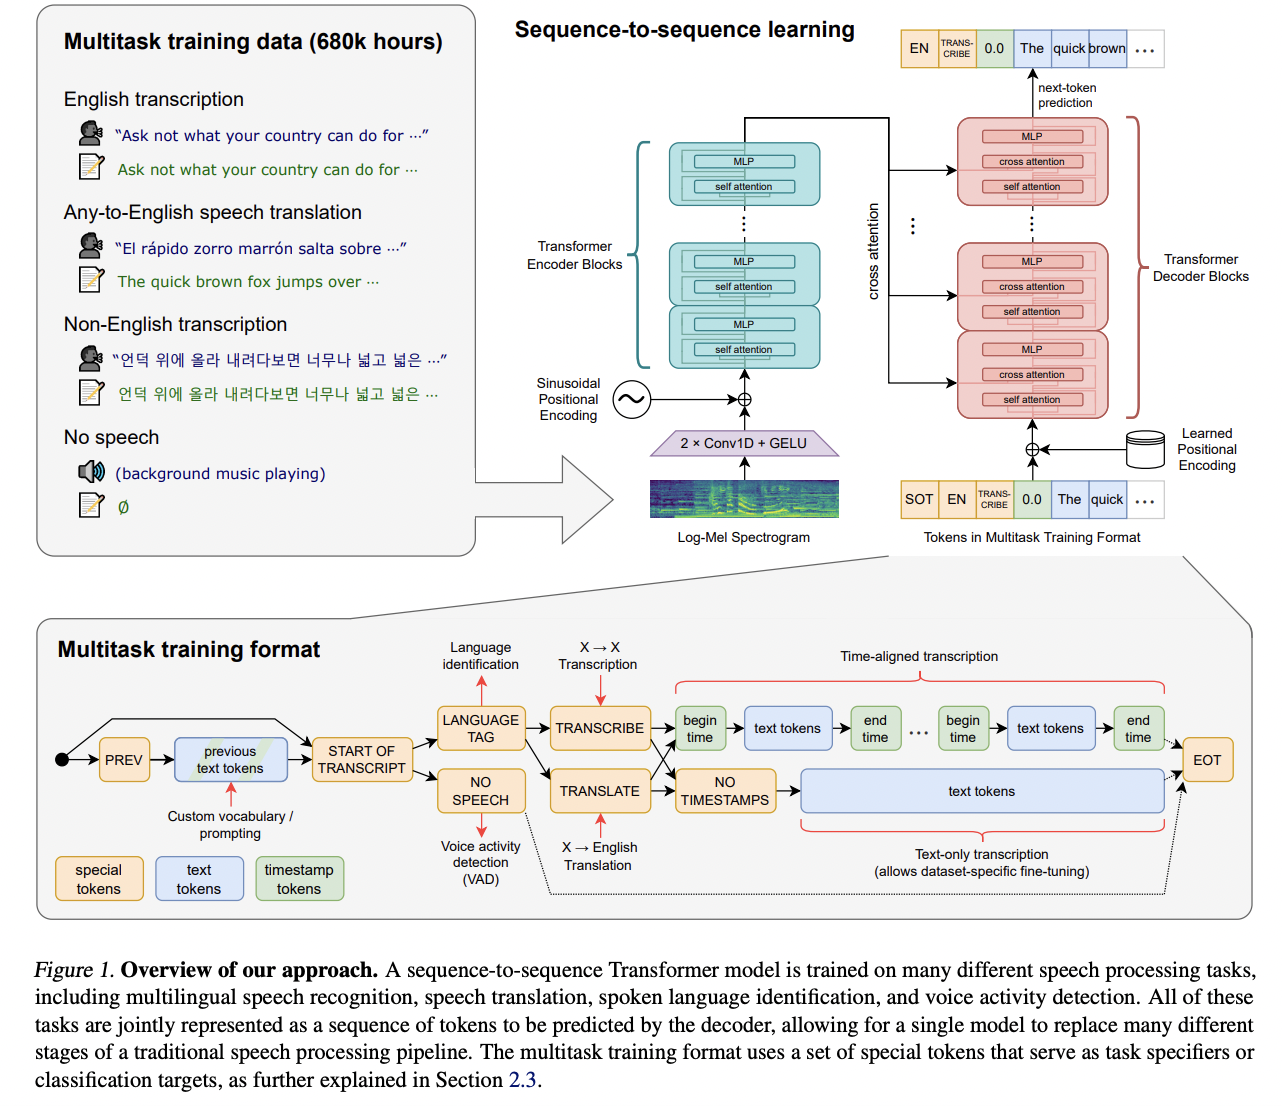 Multitask training data (680k hours)
English transcription
“Ask not what your country can do for ⋯”
Ask not what your country can do for ⋯
Any-to-English speech translation
“El rápido zorro marrón salta sobre ⋯”
The quick brown fox jumps over ⋯
Non-English transcription
“언덕 위에 올라 내려다보면 너무나 넓고 넓은 ⋯”
언덕 위에 올라 내려다보면 너무나 넓고 넓은 ⋯
No speech
(background music playing)
∅
Sequence-to-sequence learning
EN TRANS-CRIBE 0.0 The quick brown ⋯
next-token
prediction
MLP
self attention
⋮
MLP
self attention
MLP
self attention
Transformer
Encoder Blocks
Sinusoidal
Positional
Encoding
2 × Conv1D + GELU
Log-Mel Spectrogram
cross attention
⋮
MLP
cross attention
self attention
⋮
MLP
cross attention
self attention
MLP
cross attention
self attention
Transformer
Decoder Blocks
Learned
Positional
Encoding
SOT EN TRANS-CRIBE 0.0 The quick ⋯
Tokens in Multitask Training Format
Multitask training format
PREV
previous
text tokens
Custom vocabulary /
prompting
START OF
TRANSCRIPT
Language
identification
LANGUAGE
TAG
NO
SPEECH
Voice activity
detection
(VAD)
X → X
Transcription
TRANSCRIBE
TRANSLATE
X → English
Translation
Time-aligned transcription
begin
time
text tokens
end
time
⋯
begin
time
text tokens
end
time
NO
TIMESTAMPS
text tokens
Text-only transcription
(allows dataset-specific fine-tuning)
EOT
special
tokens
text
tokens
timestamp
tokens
Figure 1. Overview of our approach. A sequence-to-sequence Transformer model is trained on many different speech processing tasks,
including multilingual speech recognition, speech translation, spoken language identification, and voice activity detection. All of these
tasks are jointly represented as a sequence of tokens to be predicted by the decoder, allowing for a single model to replace many different
stages of a traditional speech processing pipeline. The multitask training format uses a set of special tokens that serve as task specifiers or
classification targets, as further explained in Section 2.3.